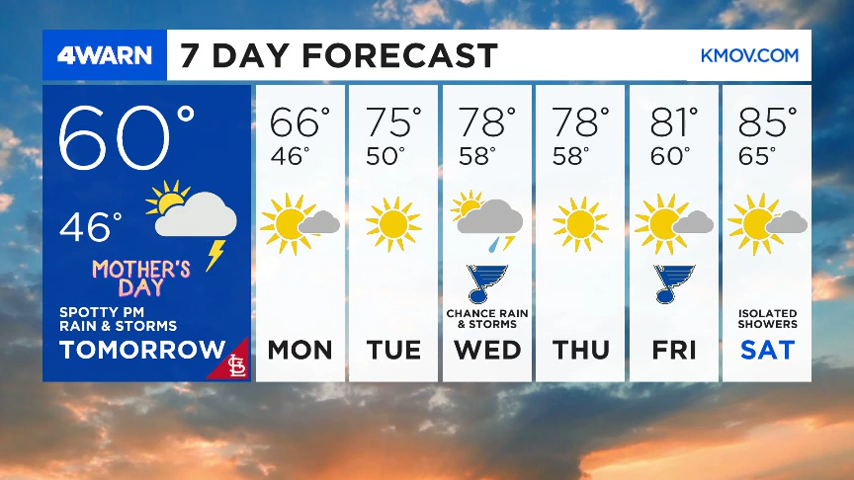 4WARN
7 DAY FORECAST
KMOV.COM
60°
46°
MOTHER'S
DAY
SPOTTY PM
RAIN & STORMS
TOMORROW
STL
66°
46°
MON
75°
50°
TUE
78°
58°
CHANCE RAIN
& STORMS
WED
78°
58°
THU
81°
60°
FRI
85°
65°
ISOLATED
SHOWERS
SAT